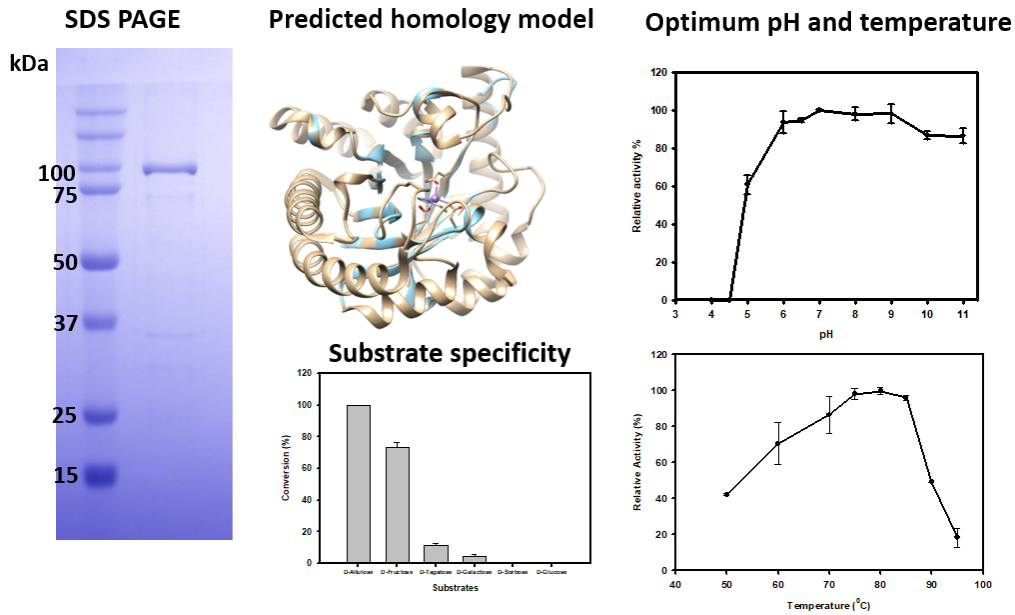 SDS PAGE
kDa
100
75
50
37
25
15
Predicted homology model
Substrate specificity
120
100
80
60
40
20
0
Conversion (%)
D-Allulose D-Fructose D-Tagatose D-Galactose D-Sorbose D-Glucose
Substrates
Optimum pH and temperature
120
100
80
60
40
20
0
Relative activity %
3 4 5 6 7 8 9 10 11
pH
120
100
80
60
40
20
0
Relative Activity (%)
40 50 60 70 80 90 100
Temperature (⁰C)